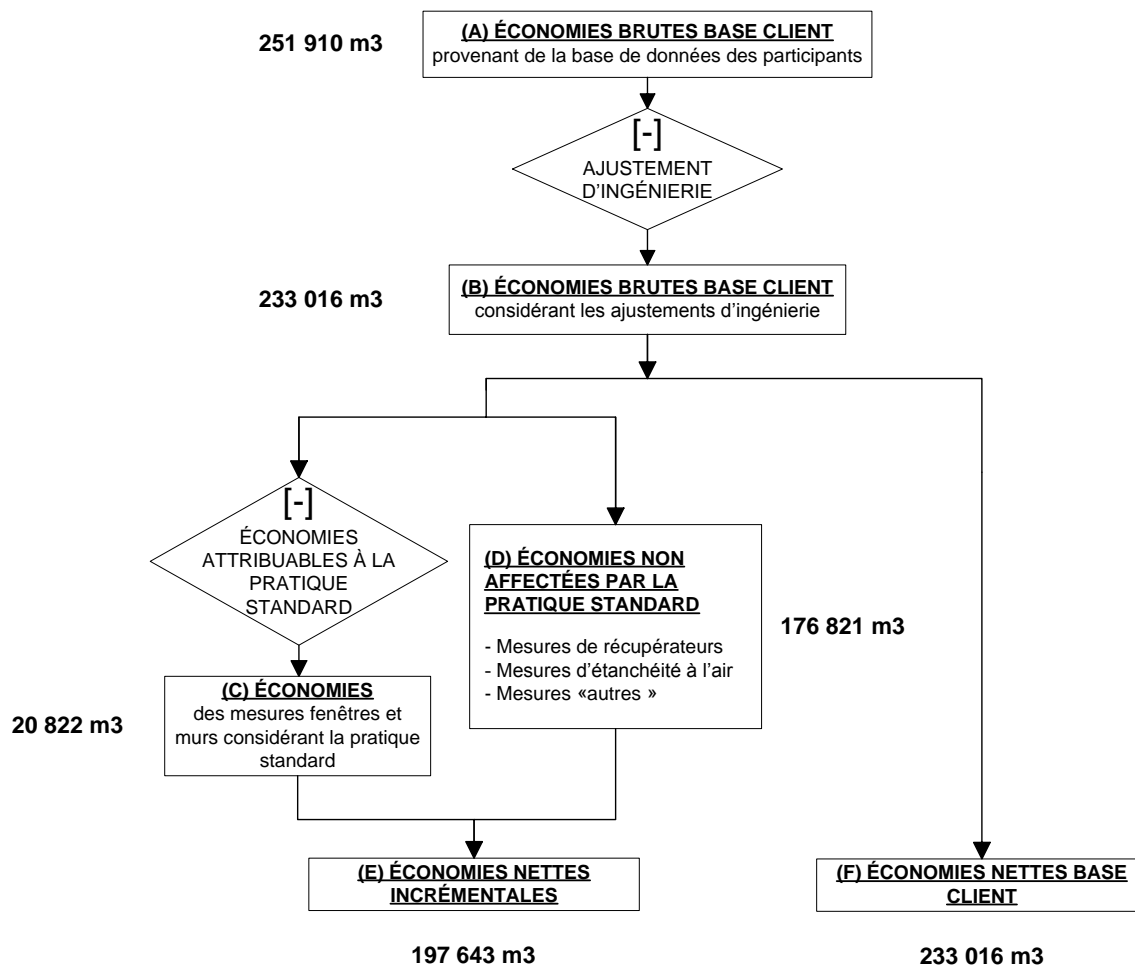 251 910 m3
(A) ÉCONOMIES BRUTES BASE CLIENT
provenant de la base de données des participants
[-]
AJUSTEMENT
D’INGÉNIERIE
233 016 m3
(B) ÉCONOMIES BRUTES BASE CLIENT
considérant les ajustements d’ingénierie
[-]
ÉCONOMIES
ATTRIBUABLES À LA
PRATIQUE
STANDARD
(D) ÉCONOMIES NON
AFFECTÉES PAR LA
PRATIQUE STANDARD
- Mesures de récupérateurs
- Mesures d’étanchéité à l’air
- Mesures «autres »
176 821 m3
20 822 m3
(C) ÉCONOMIES
des mesures fenêtres et
murs considérant la pratique
standard
(E) ÉCONOMIES NETTES
INCRÉMENTALES
197 643 m3
(F) ÉCONOMIES NETTES BASE
CLIENT
233 016 m3